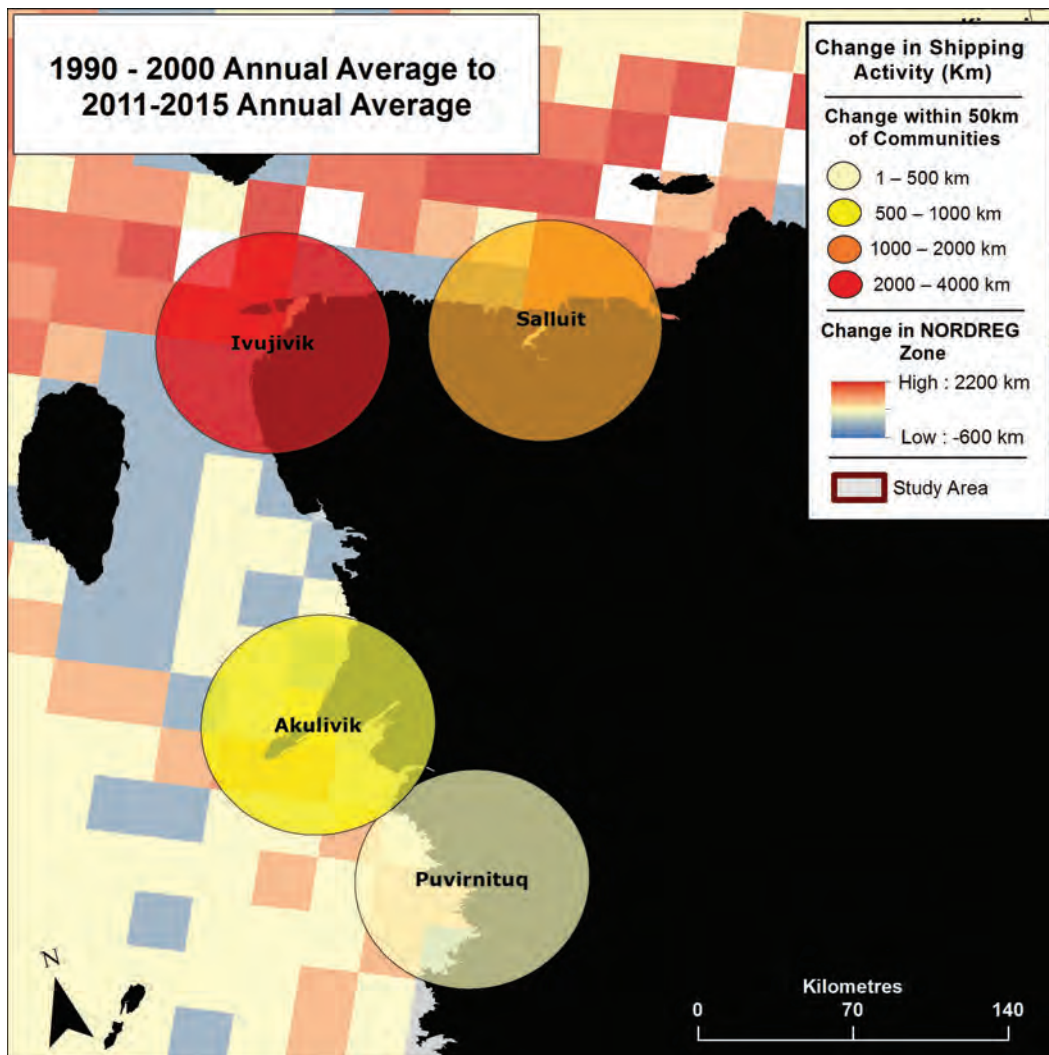 1990 - 2000 Annual Average to
2011-2015 Annual Average
Change in Shipping
Activity (Km)
Change within 50km
of Communities
1 – 500 km
500 – 1000 km
1000 – 2000 km
2000 – 4000 km
Change in NORDREG
Zone
High : 2200 km
Low : -600 km
Study Area
Ivujivik
Salluit
Akulivik
Puvirnituq
N
Kilometres
0 70 140